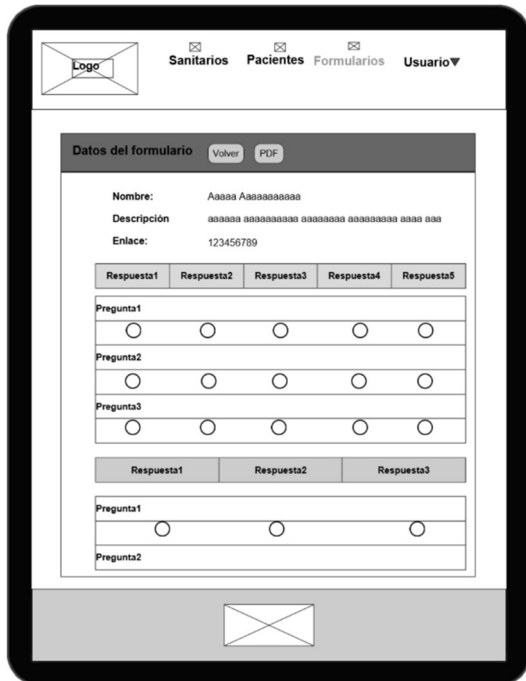 Logo
Sanitarios Pacientes Formularios Usuario▼
Datos del formulario Volver PDF
Nombre: Aaaaa Aaaaaaaaaaa
Descripción aaaaaa aaaaaaaaaa aaaaaaaa aaaaaaaaa aaaa aaa
Enlace: 123456789
Respuesta1 Respuesta2 Respuesta3 Respuesta4 Respuesta5
Pregunta1
Pregunta2
Pregunta3
Respuesta1 Respuesta2 Respuesta3
Pregunta1
Pregunta2